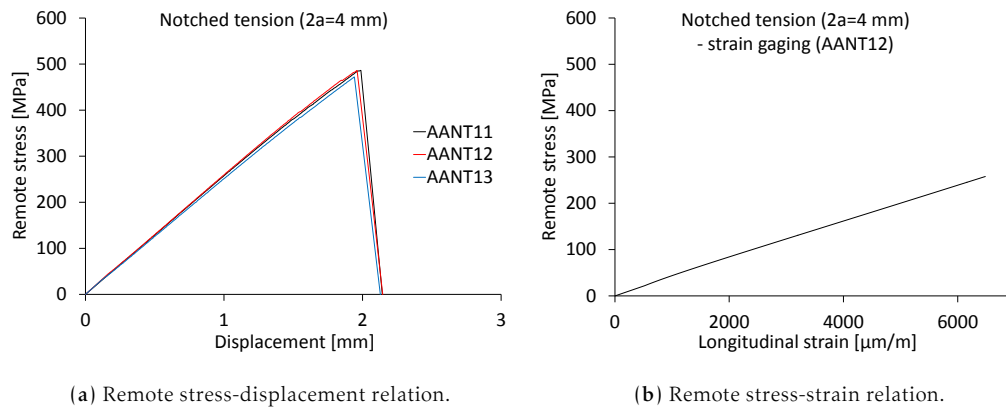 Notched tension (2a=4 mm)
Remote stress [MPa]
600
500
400
300
200
100
0
0
1
2
3
Displacement [mm]
AANT11
AANT12
AANT13
(a) Remote stress-displacement relation.
Notched tension (2a=4 mm)
- strain gaging (AANT12)
Remote stress [MPa]
600
500
400
300
200
100
0
0
2000
4000
6000
Longitudinal strain [μm/m]
(b) Remote stress-strain relation.